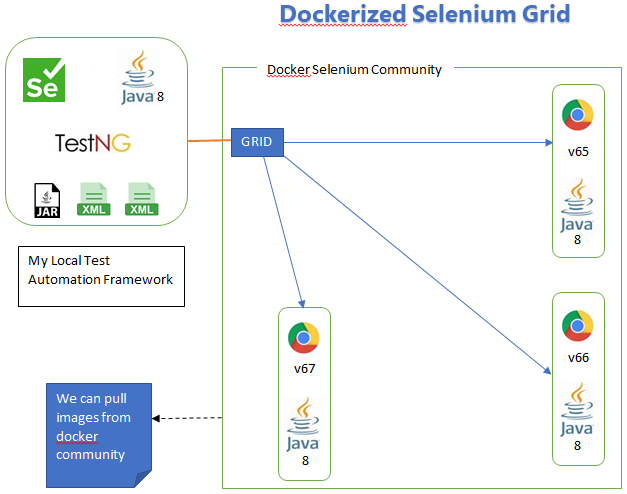 Dockerized Selenium Grid
Se
Java 8
TestNG
JAR
XML
XML
My Local Test
Automation Framework
Docker Selenium Community
GRID
v65
Java
8
v67
Java
8
v66
Java
8
We can pull
images from
docker
community